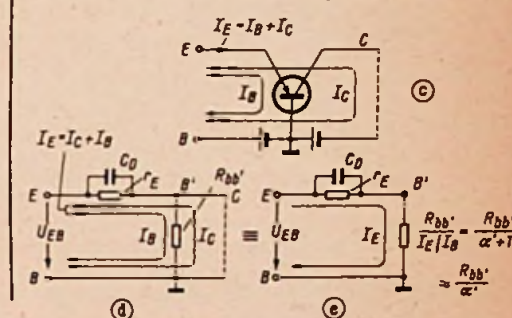 I_E = I_B + I_C
E
C
I_B
I_C
c
B
I_E = I_C + I_B
C_D
r_E
R_bb'
E
B'
C
U_EB
I_B
I_C
B
d
≡
C_D
r_E
E
B'
U_EB
I_E
R_bb' / I_E/I_B = R_bb' / α'+1
≈ R_bb' / α'
B
e